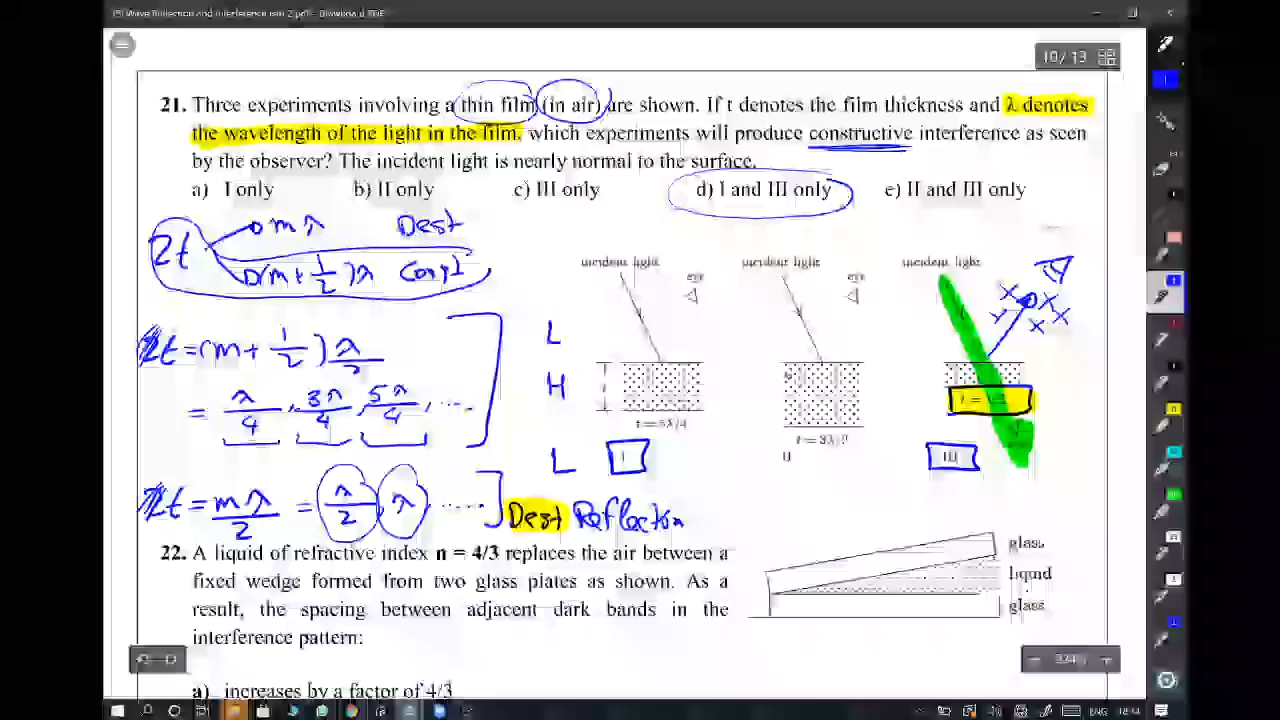 10/13
21. Three experiments involving a thin film (in air) are shown. If t denotes the film thickness and λ denotes
the wavelength of the light in the film, which experiments will produce constructive interference as seen
by the observer? The incident light is nearly normal to the surface.
a) I only b) II only c) III only d) I and III only e) II and III only
2t mλ Dest
(m+1/2)λ
incident light eye incident light eye incident light
t=(m+1/2)λ/2 L
= λ/4, 3λ/4, 5λ/4, .... H
L I II III
t=mλ/2 = λ/2, λ, ..... Dest Reflection
22. A liquid of refractive index n = 4/3 replaces the air between a
fixed wedge formed from two glass plates as shown. As a
result, the spacing between adjacent dark bands in the
interference pattern:
glass
liquid
glass
a) increases by a factor of 4/3